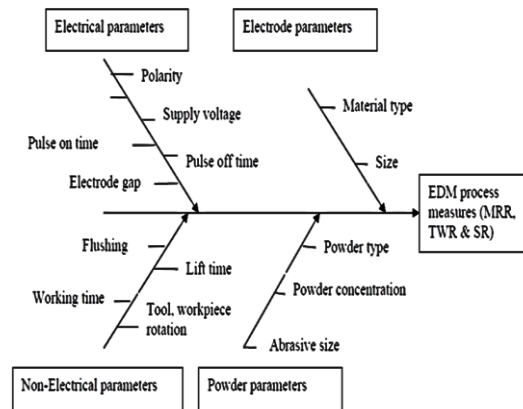 Electrical parameters
Electrode parameters
Polarity
Supply voltage
Pulse on time
Pulse off time
Electrode gap
Material type
Size
EDM process
measures (MRR,
TWR & SR)
Flushing
Lift time
Working time
Tool, workpiece
rotation
Powder type
Powder concentration
Abrasive size
Non-Electrical parameters
Powder parameters